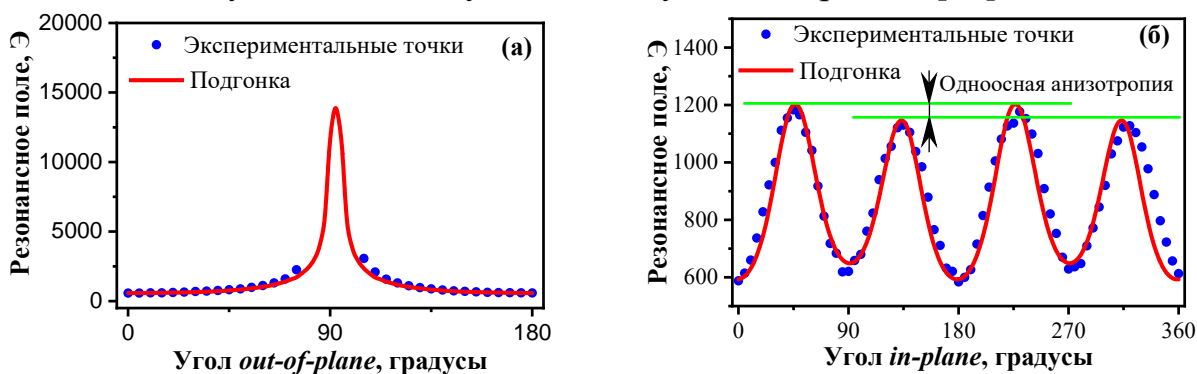 20000
15000
10000
5000
0
0
90
180
Резонансное поле, Э
Угол out-of-plane, градусы
Экспериментальные точки
Подгонка
(а)
1400
1200
1000
800
600
0
90
180
270
360
Резонансное поле, Э
Угол in-plane, градусы
Экспериментальные точки
Подгонка
Одноосная анизотропия
(б)